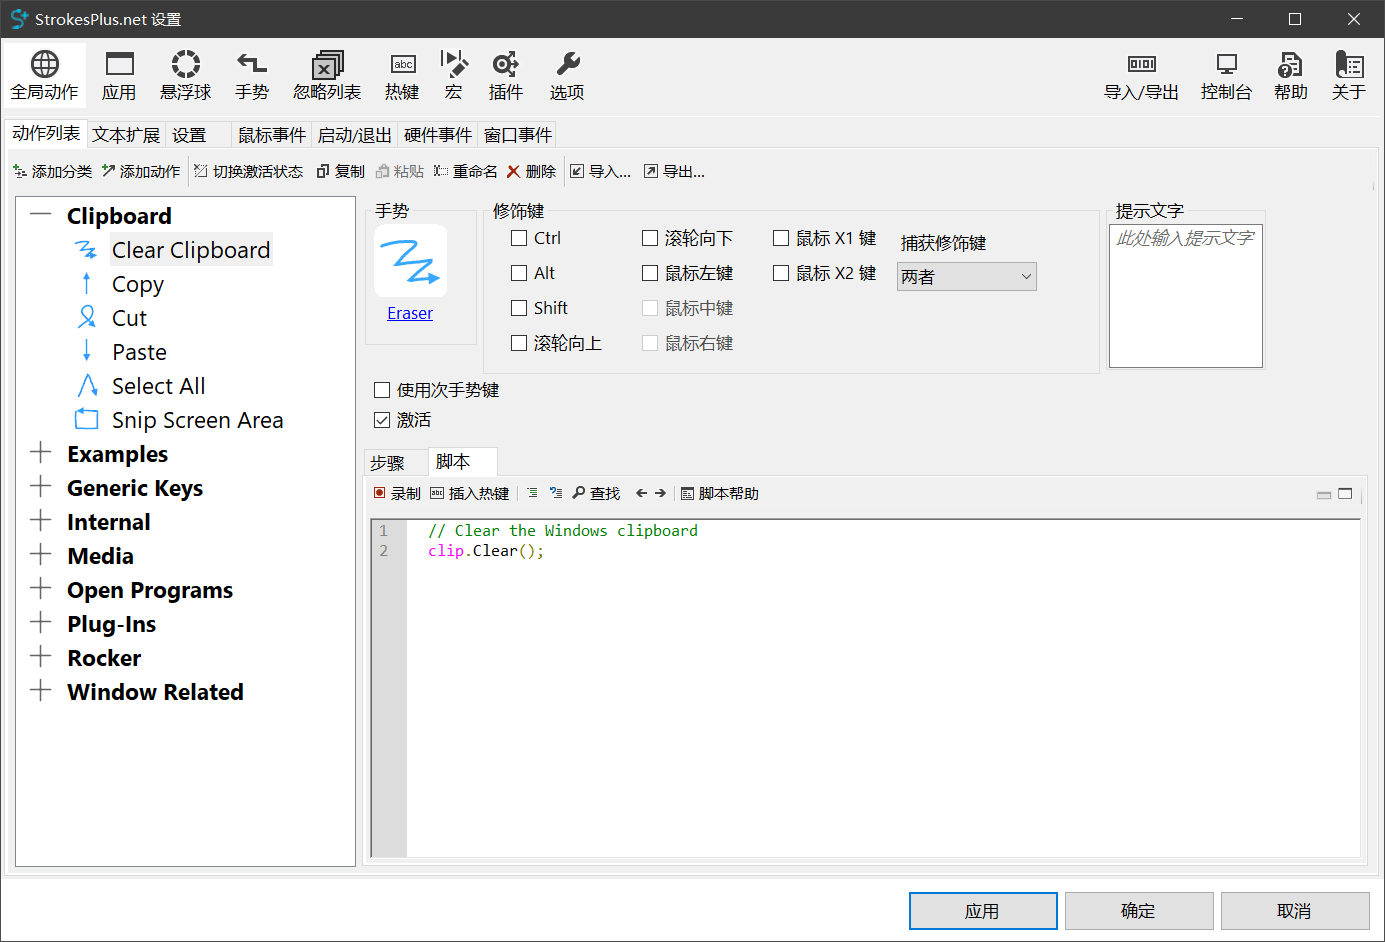 StrokesPlus.net 设置
全局动作 应用 悬浮球 手势 忽略列表 热键 宏 插件 选项 导入/导出 控制台 帮助 关于
动作列表 文本扩展 设置 鼠标事件 启动/退出 硬件事件 窗口事件
添加分类 添加动作 切换激活状态 复制 粘贴 重命名 删除 导入... 导出...
Clipboard
Clear Clipboard
Copy
Cut
Paste
Select All
Snip Screen Area
Examples
Generic Keys
Internal
Media
Open Programs
Plug-Ins
Rocker
Window Related
手势
Eraser
修饰键
Ctrl 滚轮向下 鼠标 X1 键
Alt 鼠标左键 鼠标 X2 键
Shift 鼠标中键
滚轮向上 鼠标右键
捕获修饰键
两者
提示文字
此处输入提示文字
使用次手势键
激活
步骤 脚本
录制 插入热键 查找 脚本帮助
1 // Clear the Windows clipboard
2 clip.Clear();
应用 确定 取消